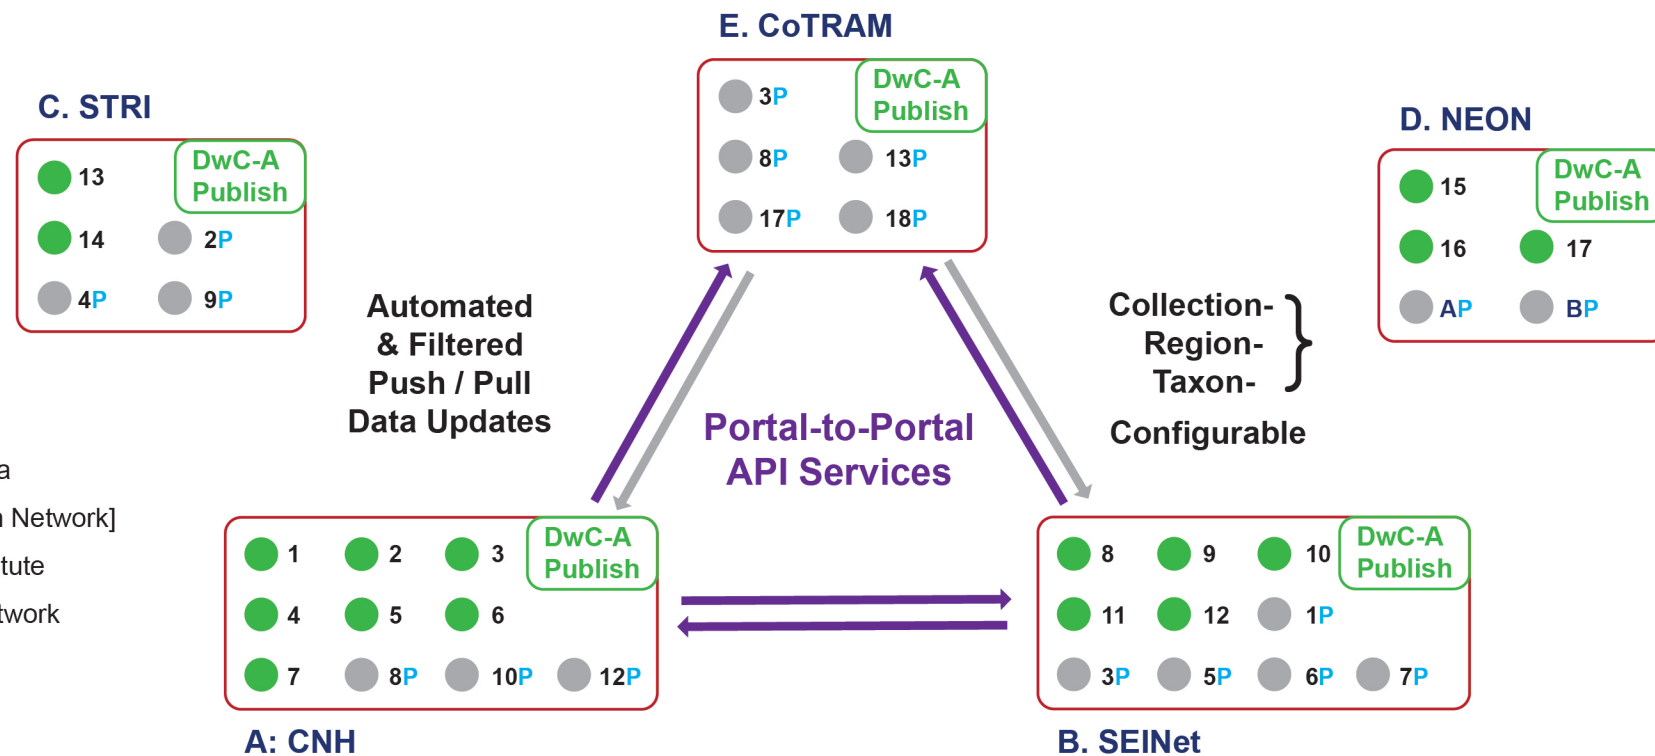 E. CoTRAM
3P
DwC-A
Publish
8P 13P
17P 18P
C. STRI
13
DwC-A
Publish
14 2P
4P 9P
D. NEON
15
DwC-A
Publish
16 17
AP BP
Automated
& Filtered
Push / Pull
Data Updates
Collection-
Region-
Taxon-
}
Configurable
Portal-to-Portal
API Services
a
n Network]
tute
twork
1 2 3
DwC-A
Publish
4 5 6
7 8P 10P 12P
A: CNH
8 9 10
DwC-A
Publish
11 12 1P
3P 5P 6P 7P
B. SEINet